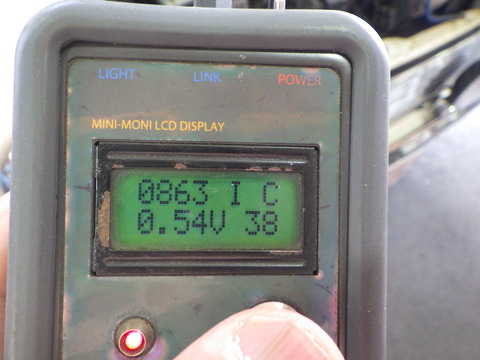 LIGHT LINK POWER
MINI-MONI LCD DISPLAY
0863 I C
0.54V 38